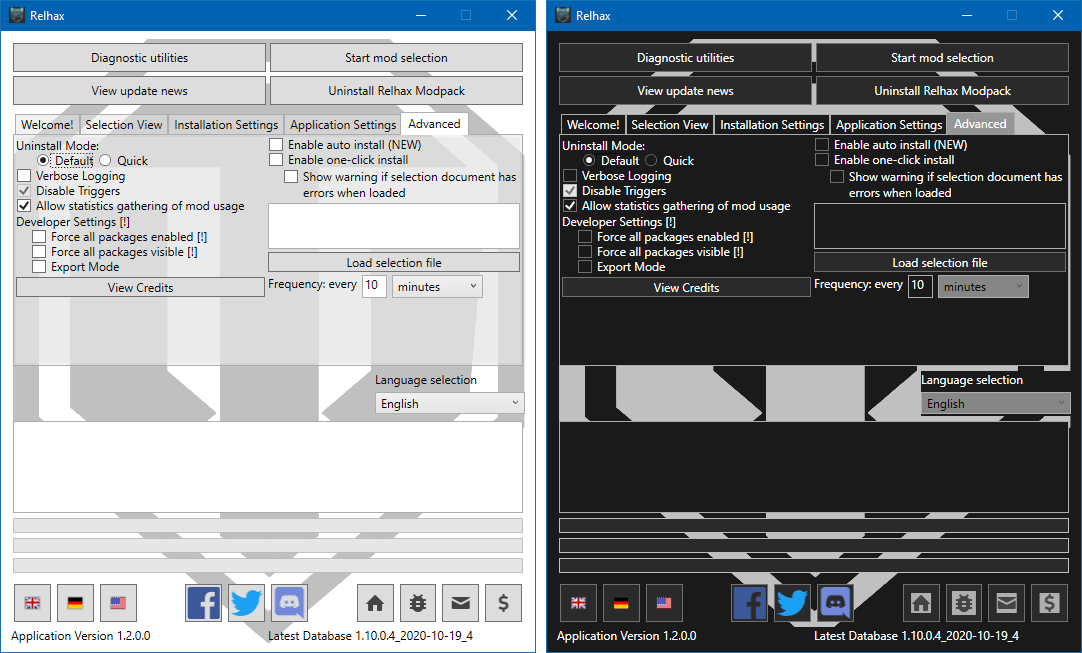 Relhax
Diagnostic utilities
Start mod selection
View update news
Uninstall Relhax Modpack
Welcome!
Selection View
Installation Settings
Application Settings
Advanced
Uninstall Mode:
Default
Quick
Verbose Logging
Disable Triggers
Allow statistics gathering of mod usage
Developer Settings [!]
Force all packages enabled [!]
Force all packages visible [!]
Export Mode
View Credits
Enable auto install (NEW)
Enable one-click install
Show warning if selection document has
errors when loaded
Load selection file
Frequency: every
10
minutes
Language selection
English
$
Application Version 1.2.0.0
Latest Database 1.10.0.4_2020-10-19_4
Relhax
Diagnostic utilities
Start mod selection
View update news
Uninstall Relhax Modpack
Welcome!
Selection View
Installation Settings
Application Settings
Advanced
Uninstall Mode:
Default
Quick
Verbose Logging
Disable Triggers
Allow statistics gathering of mod usage
Developer Settings [!]
Force all packages enabled [!]
Force all packages visible [!]
Export Mode
View Credits
Enable auto install (NEW)
Enable one-click install
Show warning if selection document has
errors when loaded
Load selection file
Frequency: every
10
minutes
Language selection
English
$
Application Version 1.2.0.0
Latest Database 1.10.0.4_2020-10-19_4